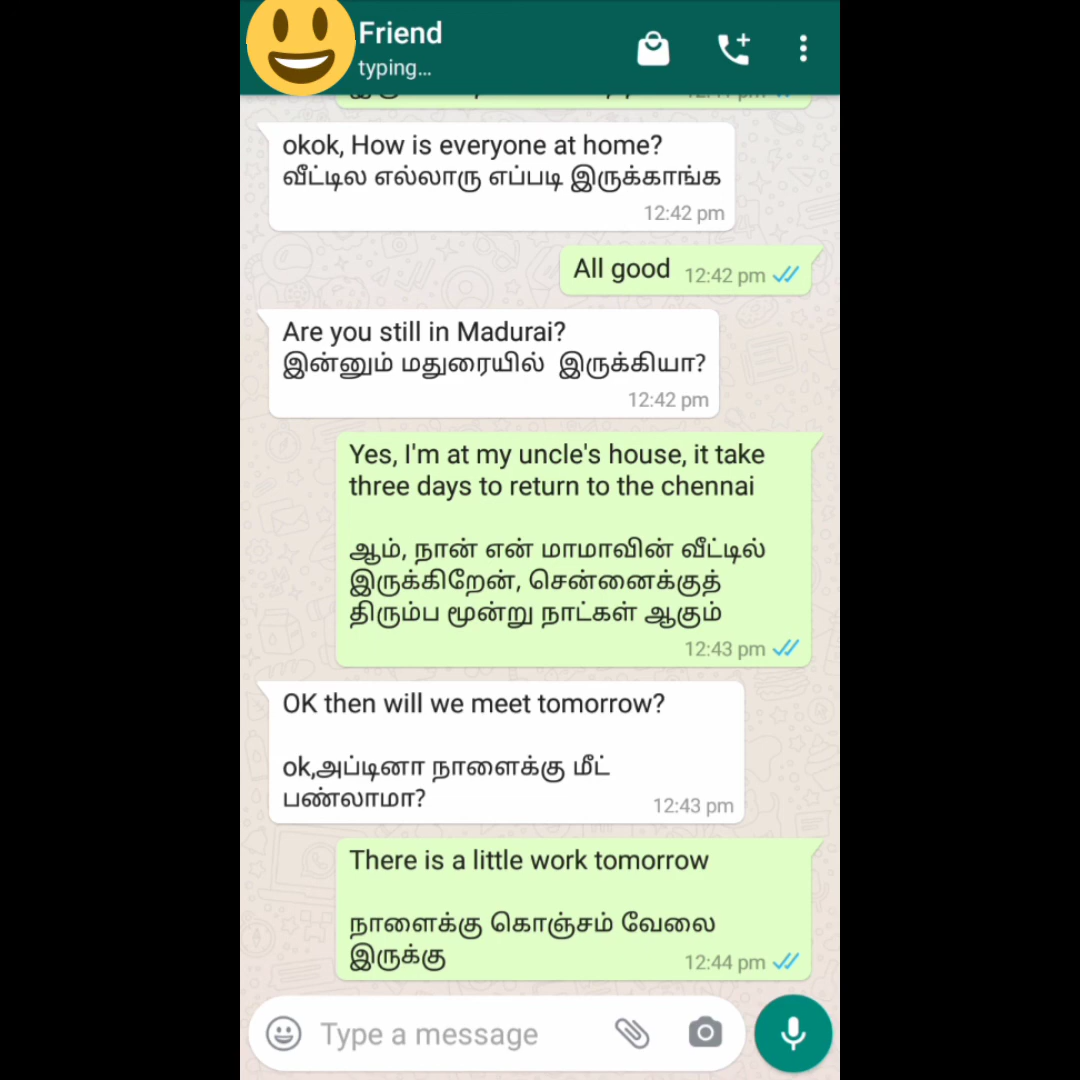 Friend
typing...
okok, How is everyone at home?
வீட்டில எல்லாரு எப்படி இருக்காங்க
12:42 pm
All good 12:42 pm
Are you still in Madurai?
இன்னும் மதுரையில் இருக்கியா?
12:42 pm
Yes, I'm at my uncle's house, it take
three days to return to the chennai
ஆம், நான் என் மாமாவின் வீட்டில்
இருக்கிறேன், சென்னைக்குத்
திரும்ப மூன்று நாட்கள் ஆகும்
12:43 pm
OK then will we meet tomorrow?
ok,அப்டினா நாளைக்கு மீட்
பண்லாமா? 12:43 pm
There is a little work tomorrow
நாளைக்கு கொஞ்சம் வேலை
இருக்கு 12:44 pm
Type a message